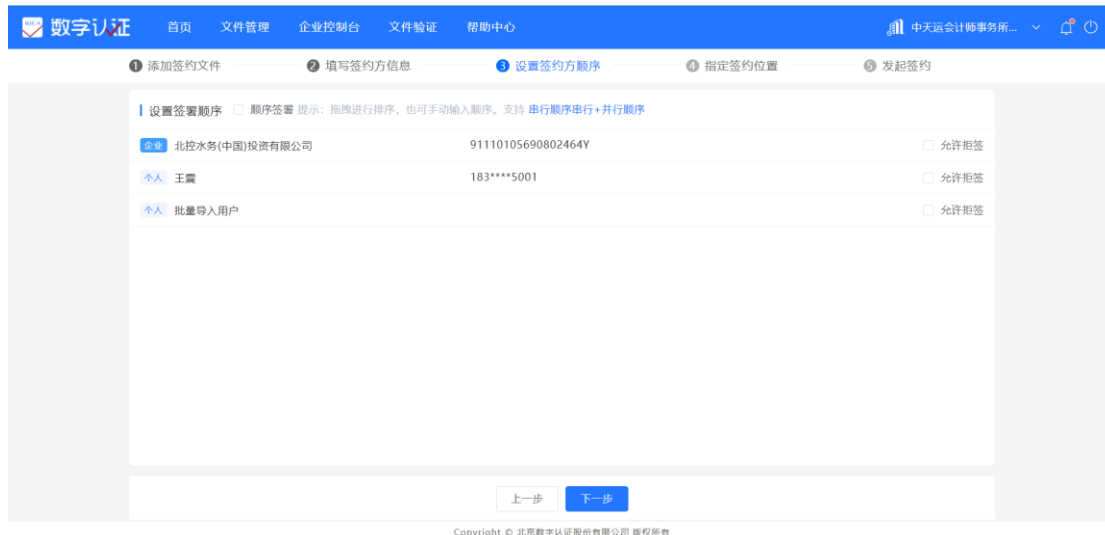 BJCA 数字认证 首页 文件管理 企业控制台 文件验证 帮助中心 中天运会计师事务所...
1 添加签约文件 2 填写签约方信息 3 设置签约方顺序 4 指定签约位置 5 发起签约
设置签署顺序 顺序签署 提示：拖拽进行排序，也可手动输入顺序。支持 串行顺序串行+并行顺序
企业 北控水务(中国)投资有限公司 91110105690802464Y 允许拒签
个人 王震 183****5001 允许拒签
个人 批量导入用户 允许拒签
上一步 下一步
Copyright © 北京数字认证股份有限公司 版权所有